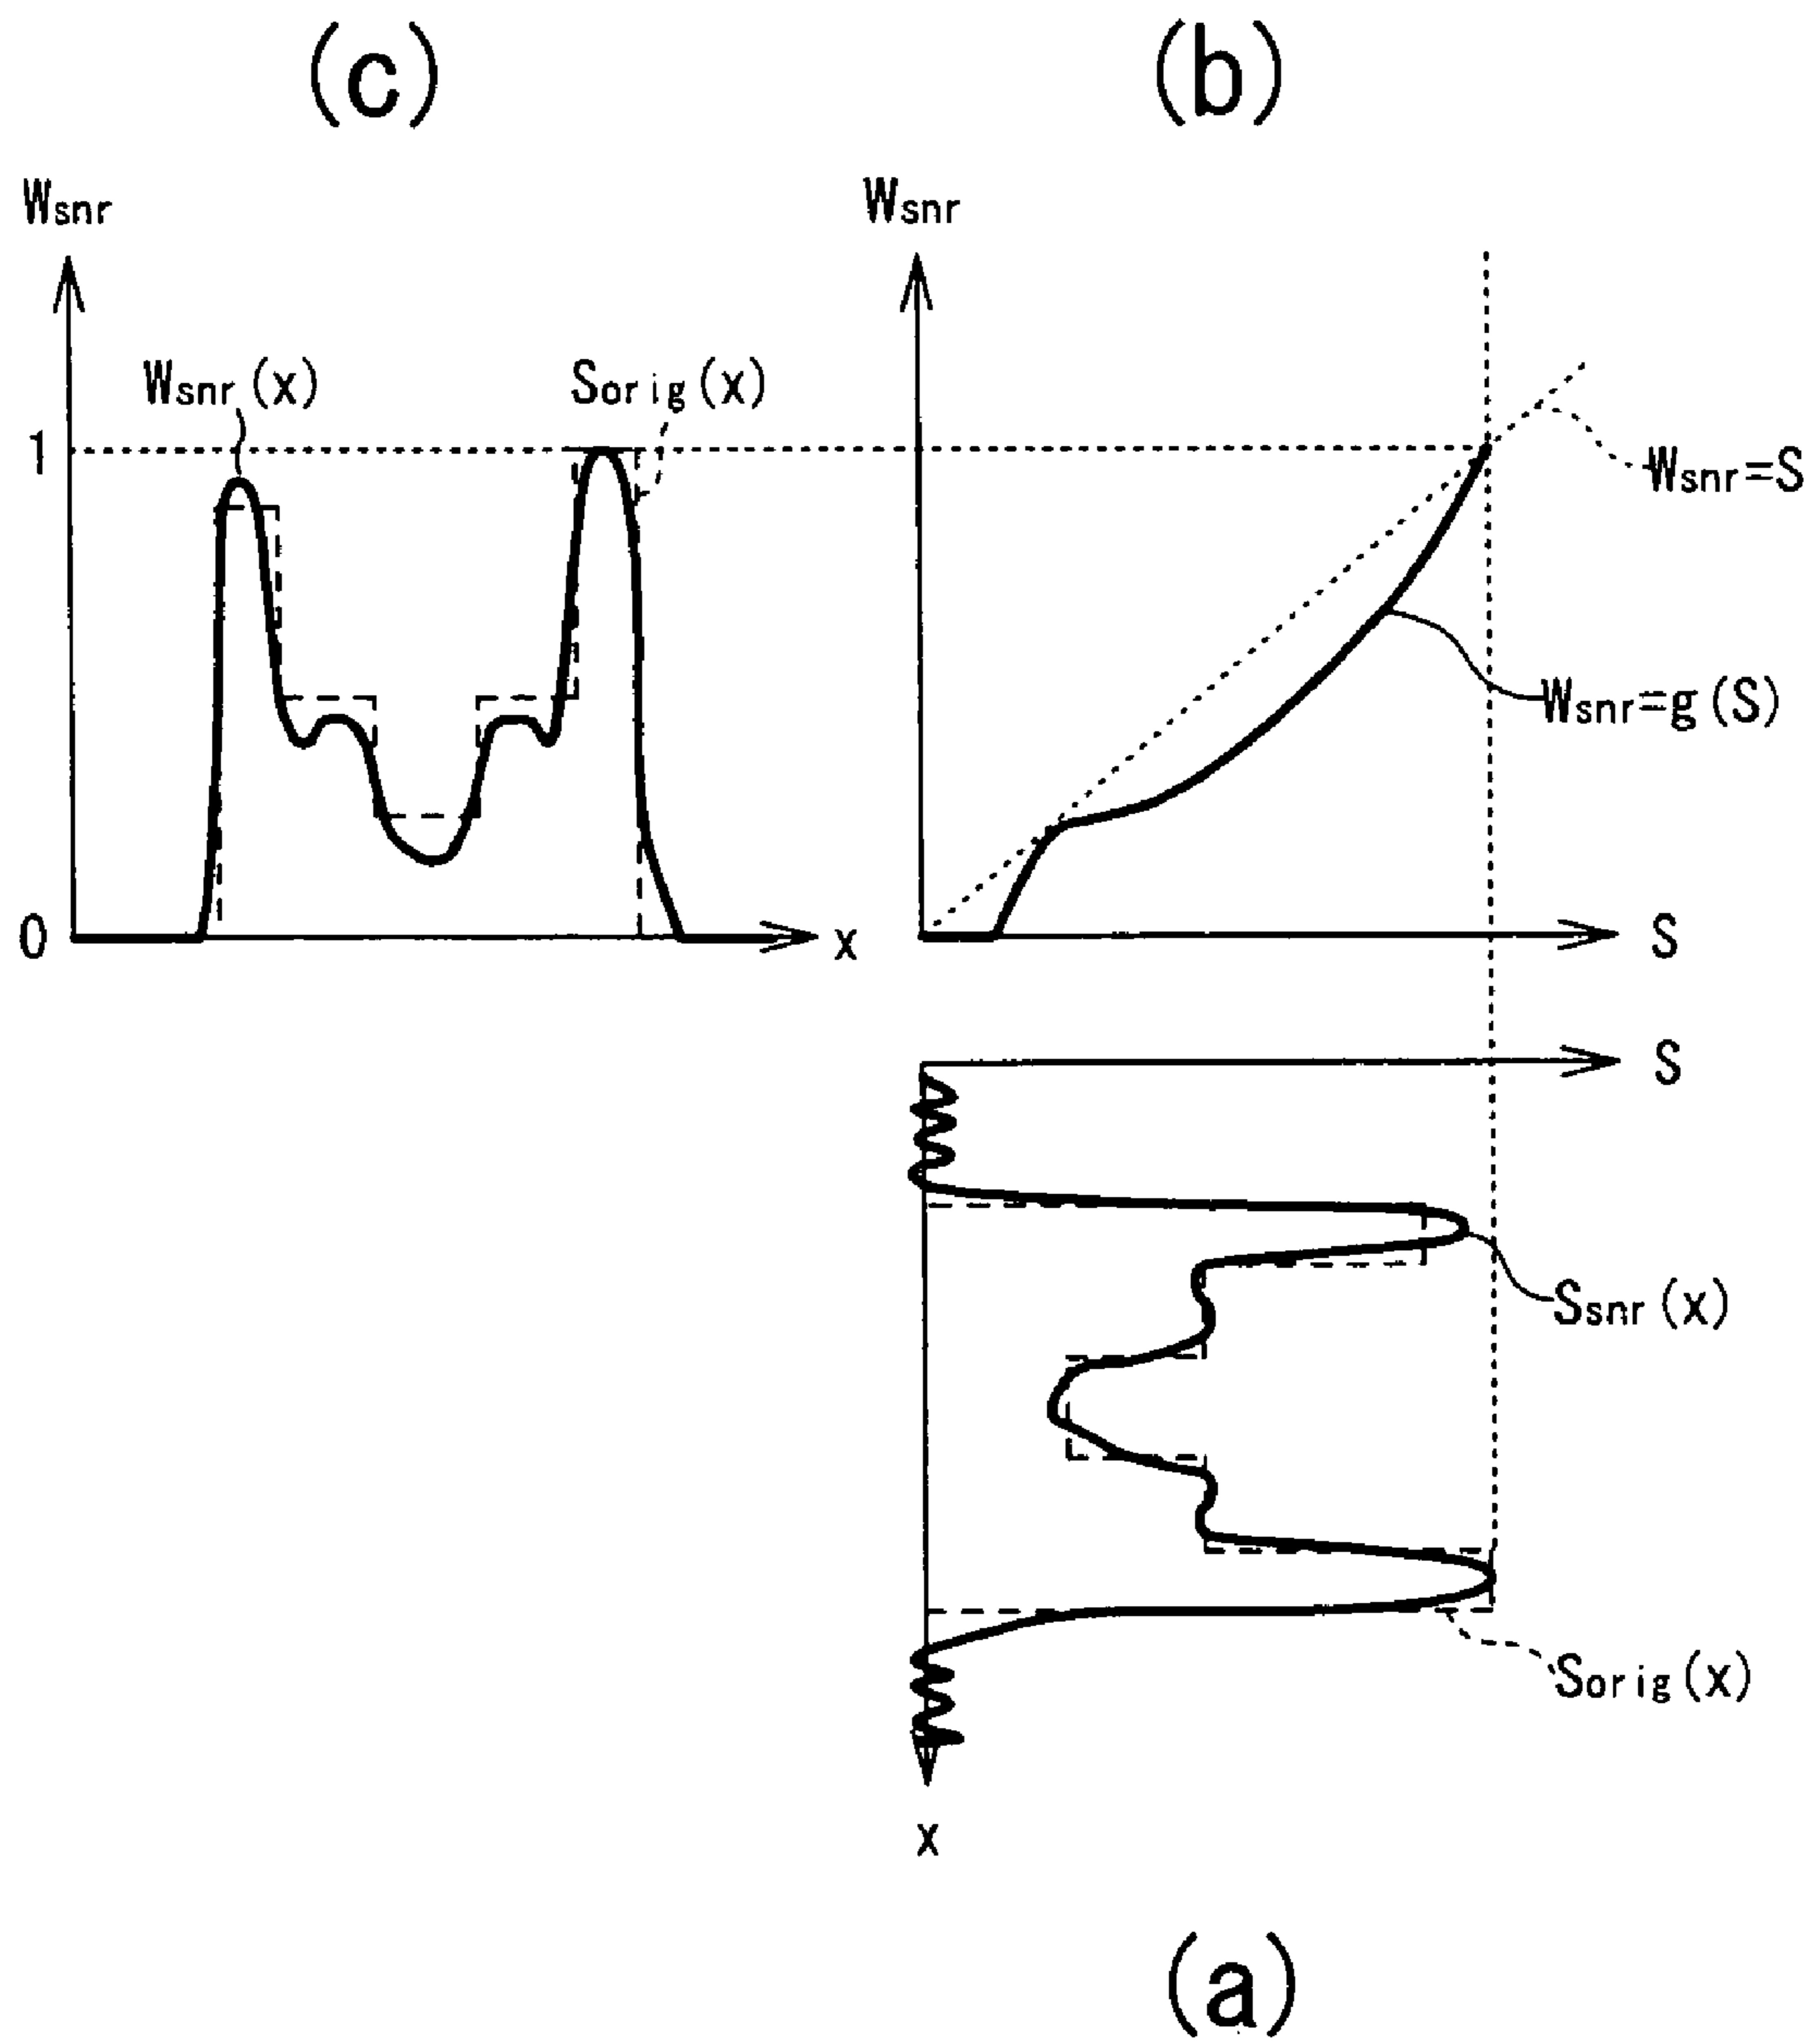 (c) (b)
Wsnr Wsnr
Wsnr(x) Sorig(x)
1
Wsnr=S
Wsnr=g(S)
0 x S
S
Ssnr(x)
Sorig(x)
x
(a)